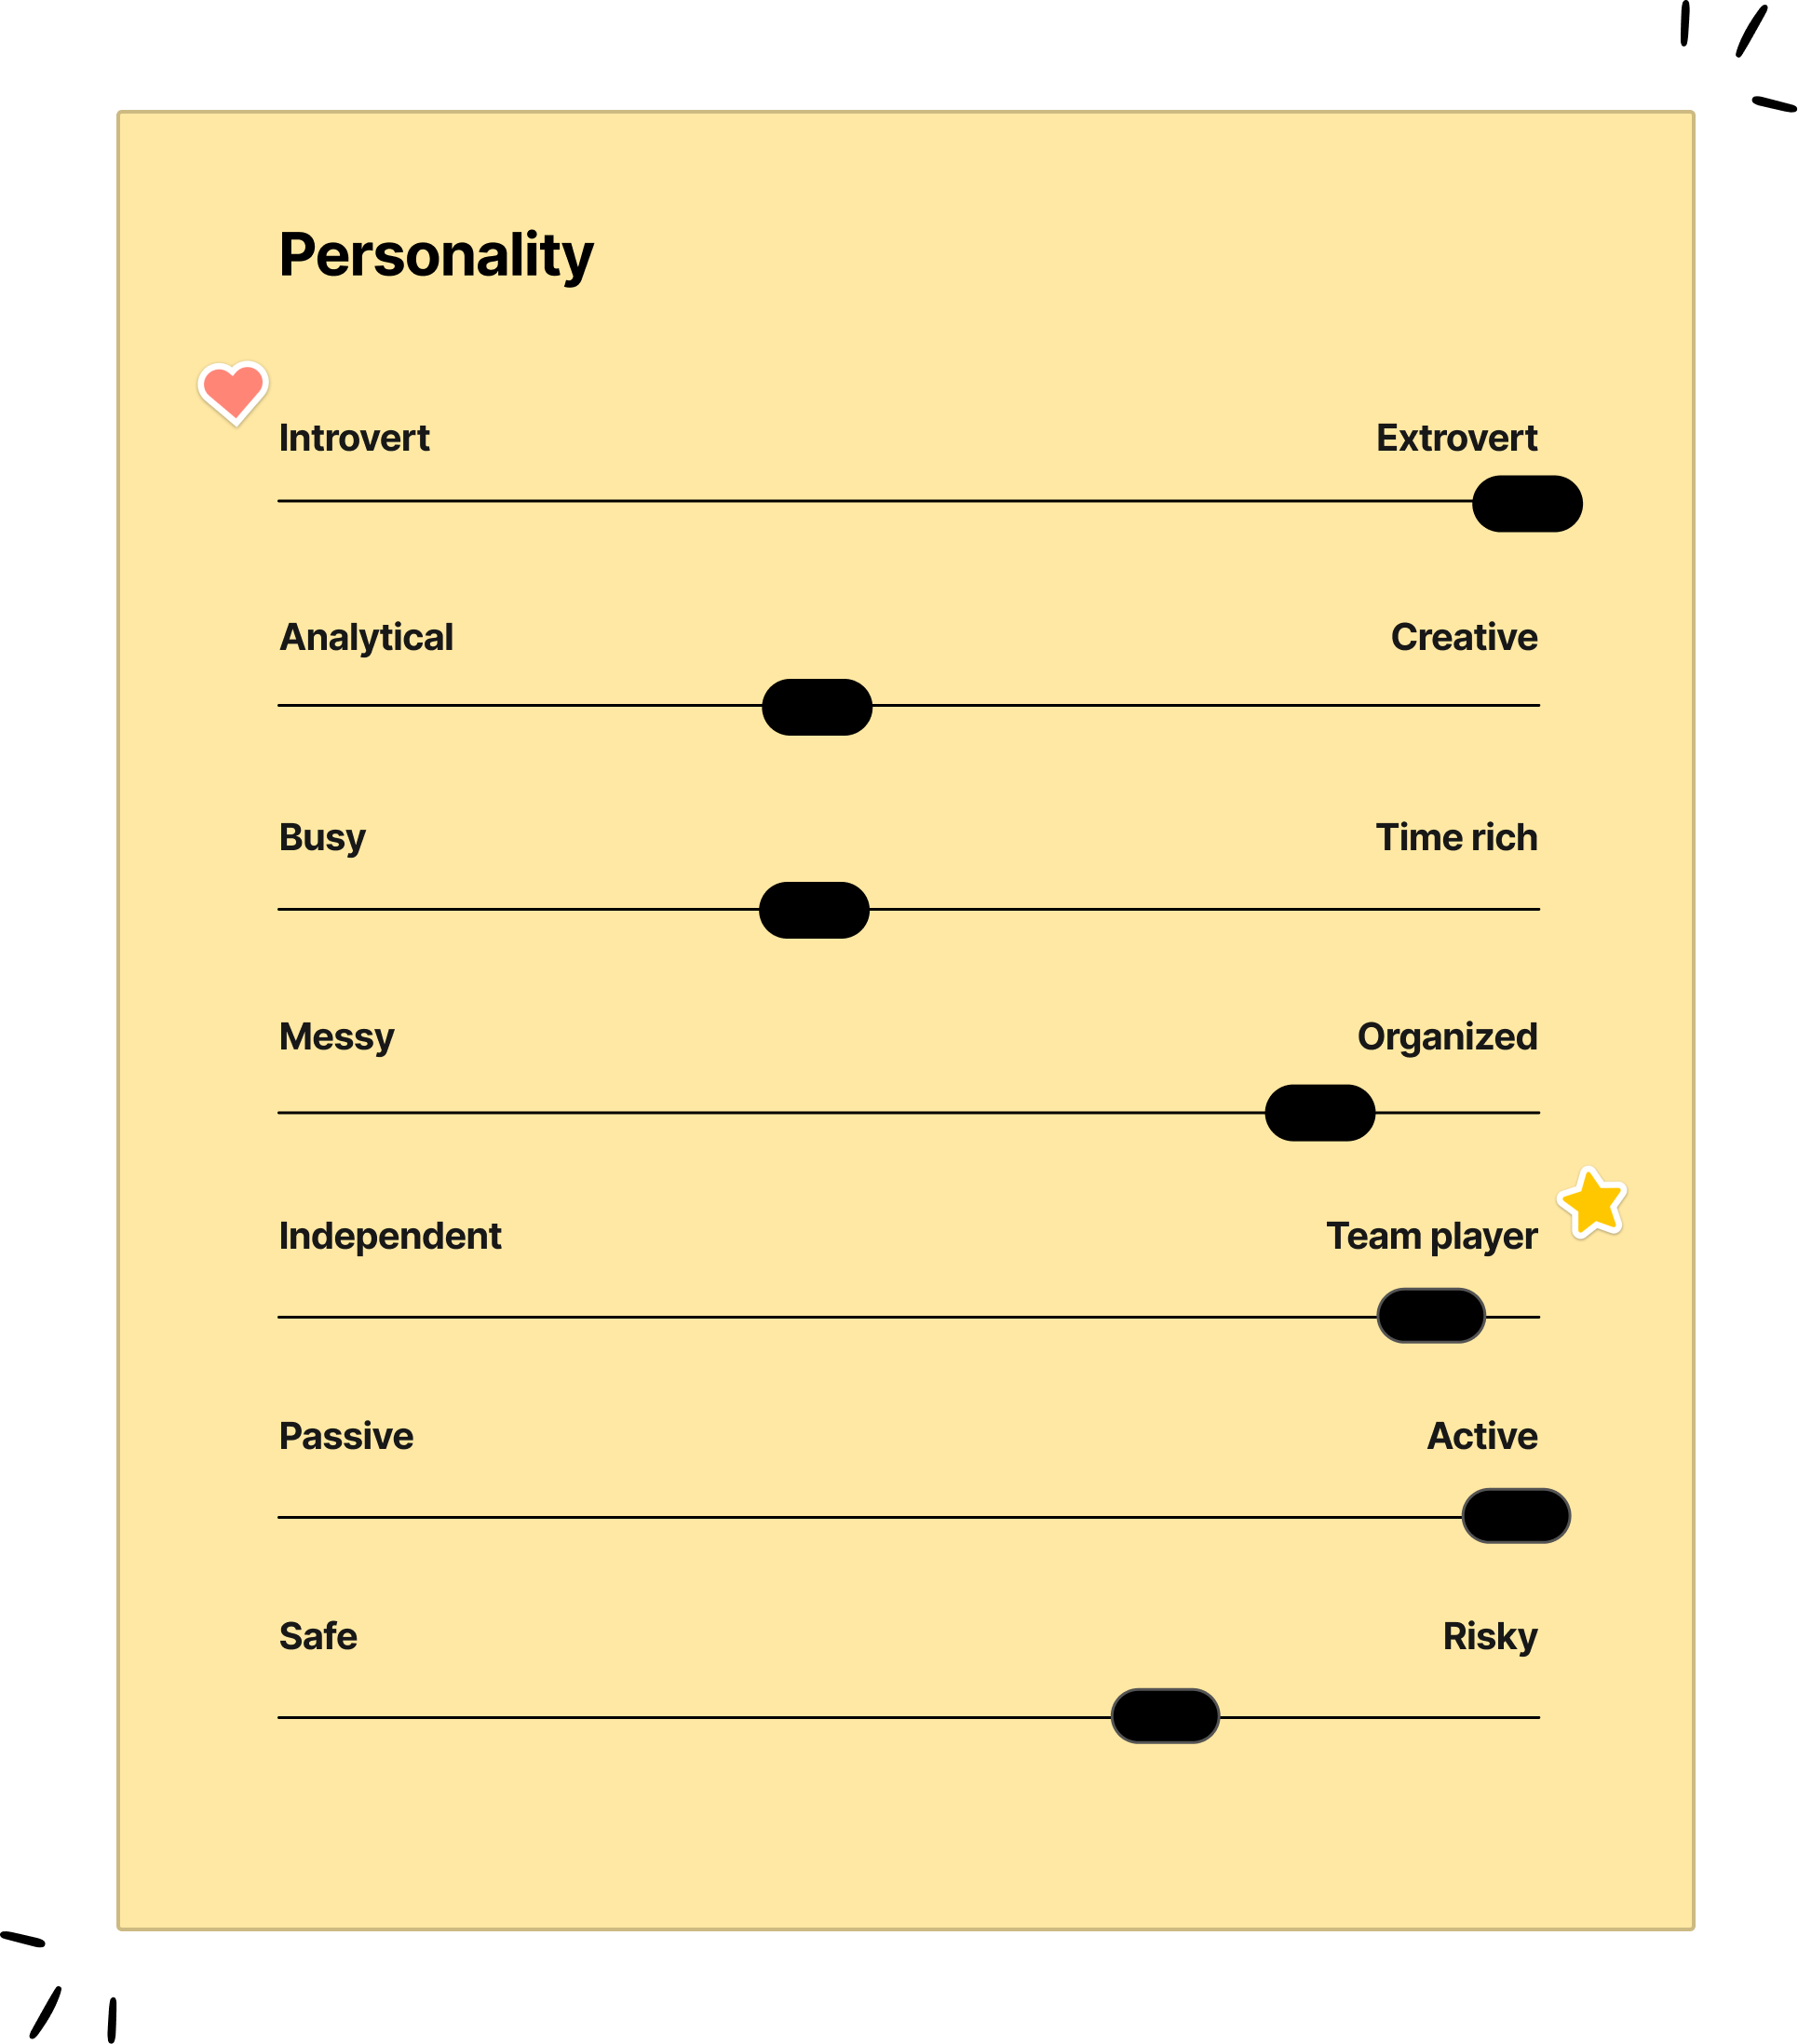 Personality
Introvert Extrovert
Analytical Creative
Busy Time rich
Messy Organized
Independent Team player
Passive Active
Safe Risky